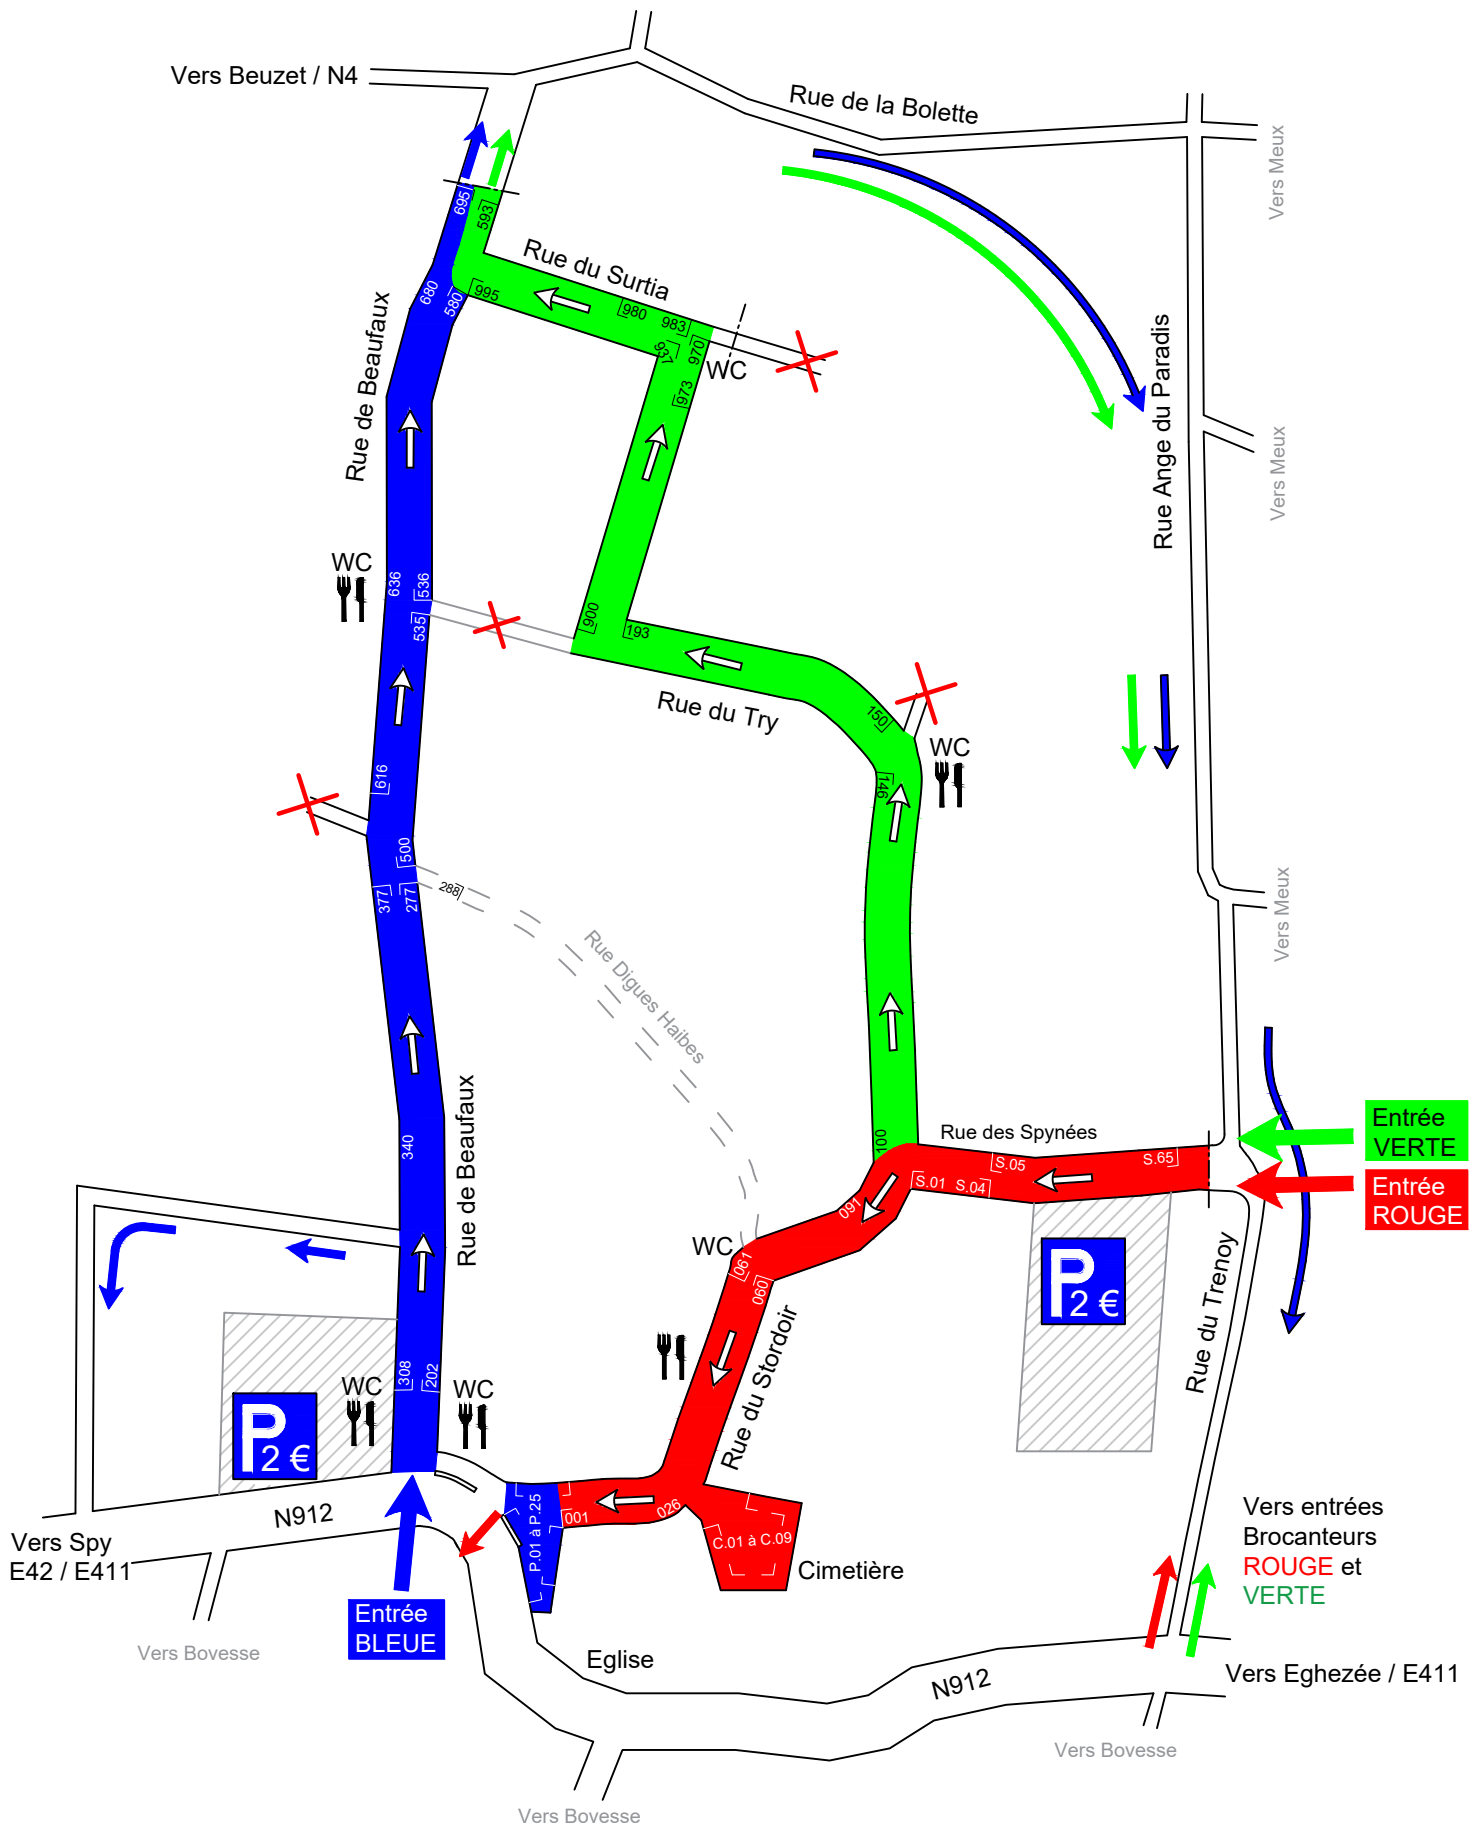 Vers Beuzet / N4
Rue de la Bolette
Vers Meux
695
593
Rue du Surtia
680
580
995
980
983
937
970
973
WC
Rue de Beaufaux
Rue Ange du Paradis
Vers Meux
WC
636
536
535
900
193
Rue du Try
150
WC
146
616
500
377
277
288
Vers Meux
Rue Digues Haibes
Rue de Beaufaux
340
100
Rue des Spynées
S.05
S.65
S.01
S.04
091
Entrée
VERTE
Entrée
ROUGE
WC
061
060
Rue du Stordoir
P
2 €
Rue du Trenoy
308
202
WC
WC
P
2 €
N912
P.01 à P.25
001
026
C.01 à C.09
Cimetière
Vers Spy
E42 / E411
Vers entrées
Brocanteurs
ROUGE et
VERTE
Entrée
BLEUE
Vers Bovesse
Eglise
N912
Vers Eghezée / E411
Vers Bovesse
Vers Bovesse